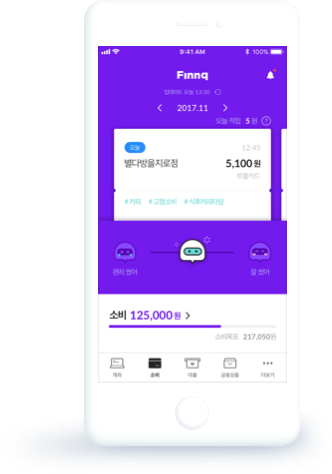 9:41 AM 100%
Finnq
업데이트 오늘 13:30
2017.11
오늘 적립 5 원 ?
오늘 12:45
별다방을지로점 5,100 원
투썸카드
# 커피 # 고정소비 # 식후커피타임
괜히 썼어 잘 썼어
소비 125,000 원
소비목표 217,050원
계좌 소비 대출 금융상품 더보기